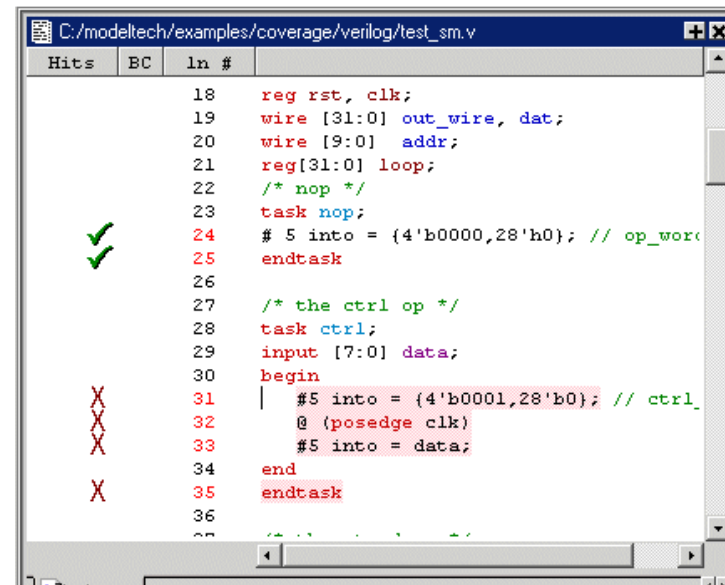 C:/modeltech/examples/coverage/verilog/test_sm.v
Hits BC ln #
18 reg rst, clk;
19 wire [31:0] out_wire, dat;
20 wire [9:0] addr;
21 reg[31:0] loop;
22 /* nop */
23 task nop;
24 # 5 into = {4'b0000,28'h0}; // op_word
25 endtask
26
27 /* the ctrl op */
28 task ctrl;
29 input [7:0] data;
30 begin
31 #5 into = {4'b0001,28'b0}; // ctrl_
32 @ (posedge clk)
33 #5 into = data;
34 end
35 endtask
36